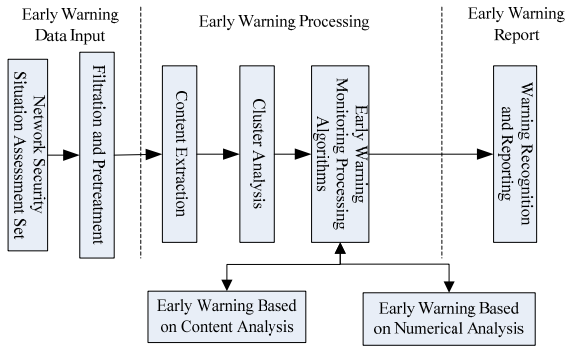 Early Warning
Data Input
Early Warning Processing
Early Warning
Report
Network Security
Situation Assessment Set
Filtration and Pretreatment
Content Extraction
Cluster Analysis
Early Warning
Monitoring Processing
Algorithms
Warning Recognition
and Reporting
Early Warning Based
on Content Analysis
Early Warning Based
on Numerical Analysis